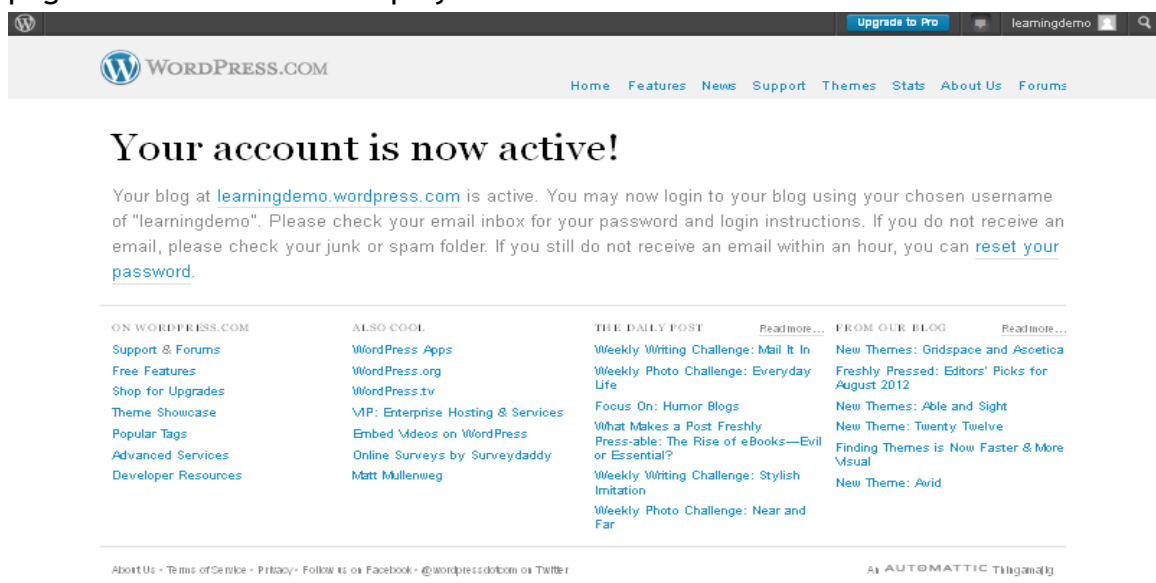 Upgrade to Pro
learningdemo
WORDPRESS.COM
Home Features News Support Themes Stats About Us Forums
Your account is now active!
Your blog at learningdemo.wordpress.com is active. You may now login to your blog using your chosen username
of "learningdemo". Please check your email inbox for your password and login instructions. If you do not receive an
email, please check your junk or spam folder. If you still do not receive an email within an hour, you can reset your
password.
ON WORDPRESS.COM
Support & Forums
Free Features
Shop for Upgrades
Theme Showcase
Popular Tags
Advanced Services
Developer Resources
ALSO COOL
WordPress Apps
WordPress.org
WordPress.tv
VIP: Enterprise Hosting & Services
Embed Videos on WordPress
Online Surveys by Surveydaddy
Matt Mullenweg
THE DAILY POST Read more...
Weekly Writing Challenge: Mail It In
Weekly Photo Challenge: Everyday
Life
Focus On: Humor Blogs
What Makes a Post Freshly
Press-able: The Rise of eBooks—Evil
or Essential?
Weekly Writing Challenge: Stylish
Imitation
Weekly Photo Challenge: Near and
Far
FROM OUR BLOG Read more...
New Themes: Gridspace and Ascetica
Freshly Pressed: Editors' Picks for
August 2012
New Themes: Able and Sight
New Theme: Twenty Twelve
Finding Themes is Now Faster & More
Visual
New Theme: Avid
About Us - Terms of Service - Privacy - Follow us on Facebook - @wordpressdotcom on Twitter
An AUTOMATTIC Thingamajig